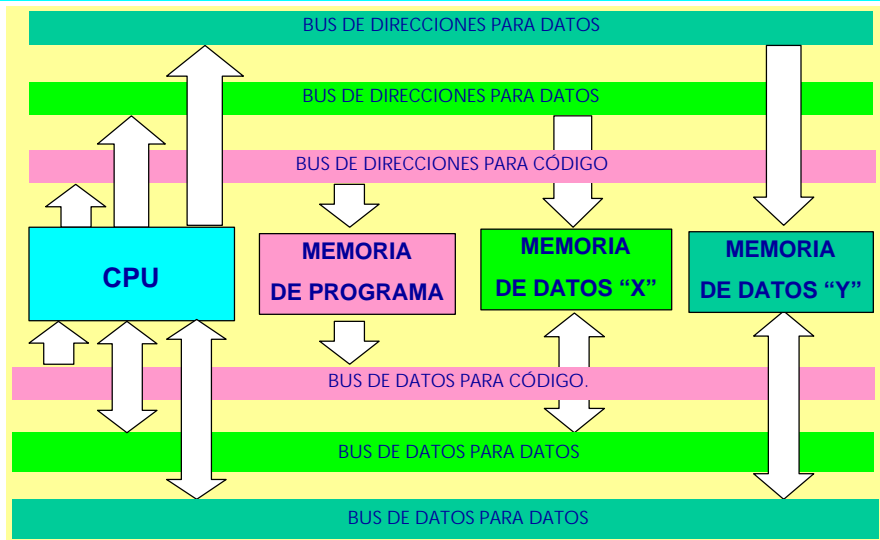 BUS DE DIRECCIONES PARA DATOS
BUS DE DIRECCIONES PARA DATOS
BUS DE DIRECCIONES PARA CÓDIGO
CPU
MEMORIA
DE PROGRAMA
MEMORIA
DE DATOS “X”
MEMORIA
DE DATOS “Y”
BUS DE DATOS PARA CÓDIGO.
BUS DE DATOS PARA DATOS
BUS DE DATOS PARA DATOS